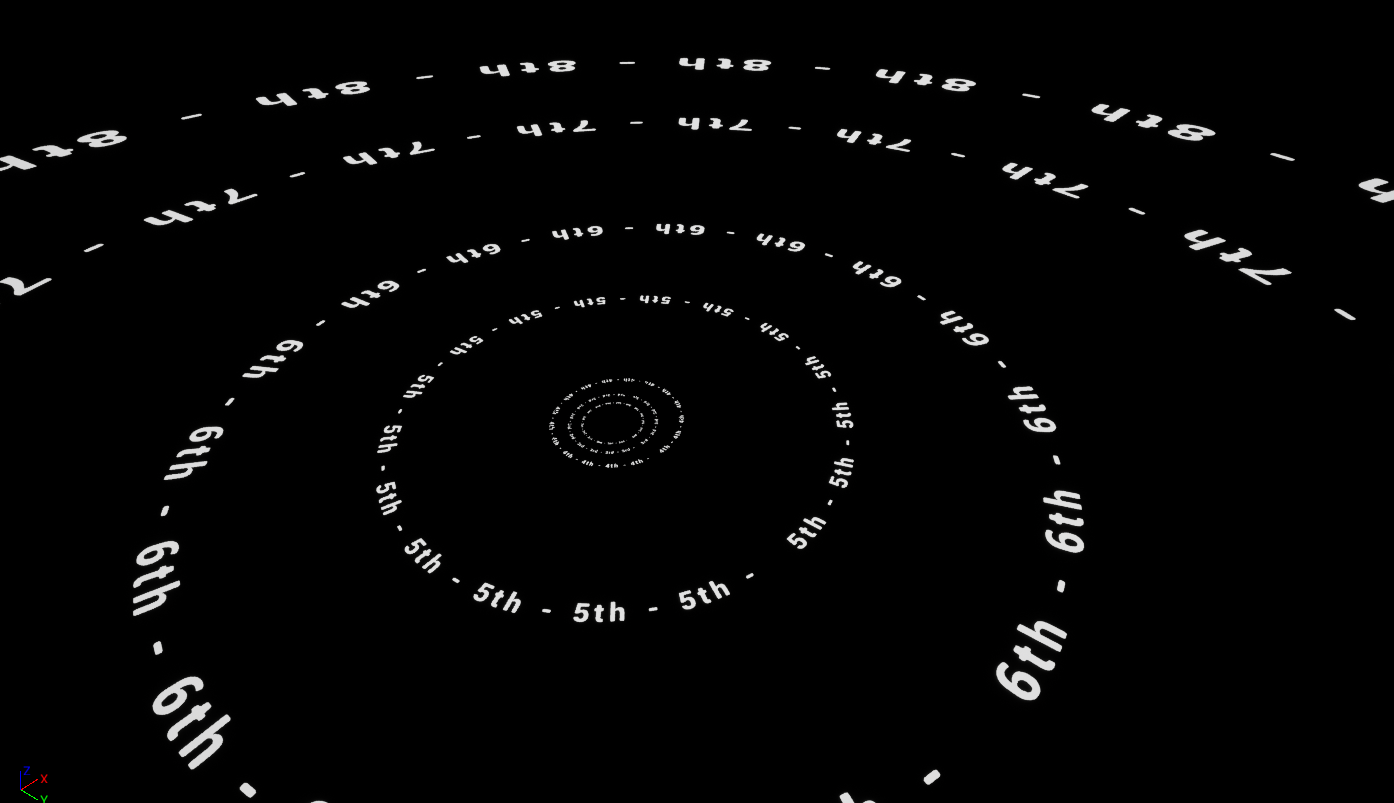 8th - 8th - 8th - 8th - 8th - 8th -
7th - 7th - 7th - 7th - 7th - 7th - 7th -
6th - 6th - 6th - 6th - 6th - 6th - 6th - 6th - 6th - 6th - 6th - 6th - 6th - 6th -
5th - 5th - 5th - 5th - 5th - 5th - 5th - 5th - 5th - 5th - 5th - 5th - 5th - 5th - 5th - 5th - 5th -
4th - 4th - 4th - 4th
Z
X
Y